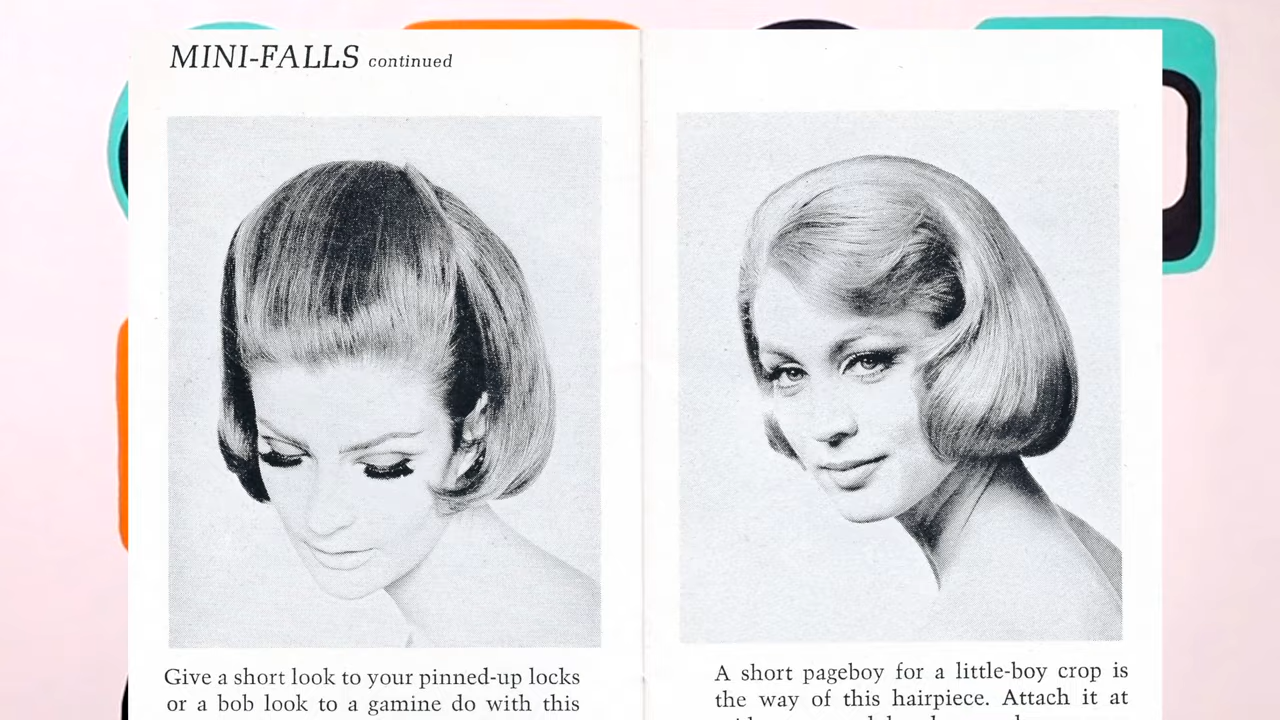 MINI-FALLS continued
Give a short look to your pinned-up locks
or a bob look to a gamine do with this
A short pageboy for a little-boy crop is
the way of this hairpiece. Attach it at